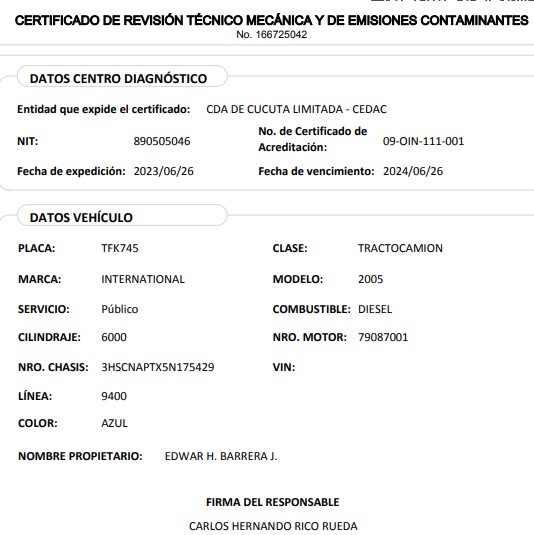 CERTIFICADO DE REVISIÓN TÉCNICO MECÁNICA Y DE EMISIONES CONTAMINANTES
No. 166725042
DATOS CENTRO DIAGNÓSTICO
Entidad que expide el certificado: CDA DE CUCUTA LIMITADA - CEDAC
NIT: 890505046 No. de Certificado de Acreditación: 09-OIN-111-001
Fecha de expedición: 2023/06/26 Fecha de vencimiento: 2024/06/26
DATOS VEHÍCULO
PLACA: TFK745 CLASE: TRACTOCAMION
MARCA: INTERNATIONAL MODELO: 2005
SERVICIO: Público COMBUSTIBLE: DIESEL
CILINDRAJE: 6000 NRO. MOTOR: 79087001
NRO. CHASIS: 3HSCNAPTX5N175429 VIN:
LÍNEA: 9400
COLOR: AZUL
NOMBRE PROPIETARIO: EDWAR H. BARRERA J.
FIRMA DEL RESPONSABLE
CARLOS HERNANDO RICO RUEDA